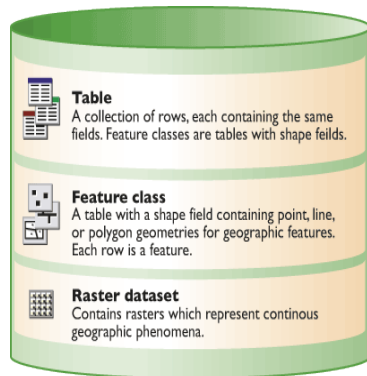 Table
A collection of rows, each containing the same
fields. Feature classes are tables with shape feilds.
Feature class
A table with a shape field containing point, line,
or polygon geometries for geographic features.
Each row is a feature.
Raster dataset
Contains rasters which represent continous
geographic phenomena.